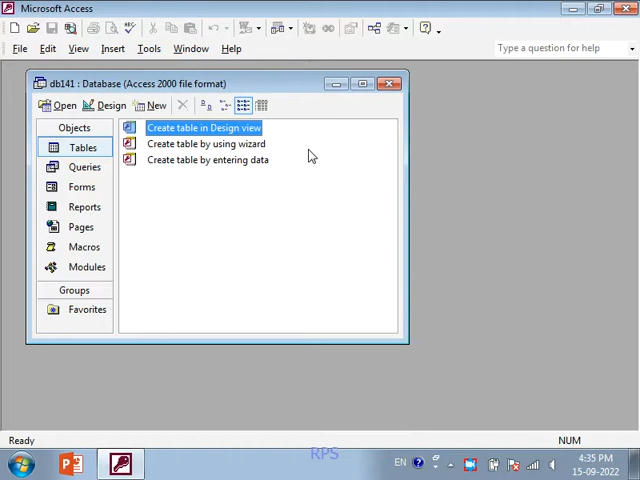 Microsoft Access
File Edit View Insert Tools Window Help
Type a question for help
db141 : Database (Access 2000 file format)
Open Design New
Objects
Tables
Queries
Forms
Reports
Pages
Macros
Modules
Groups
Favorites
Create table in Design view
Create table by using wizard
Create table by entering data
Ready
NUM
RPS
EN
4:35 PM
15-09-2022